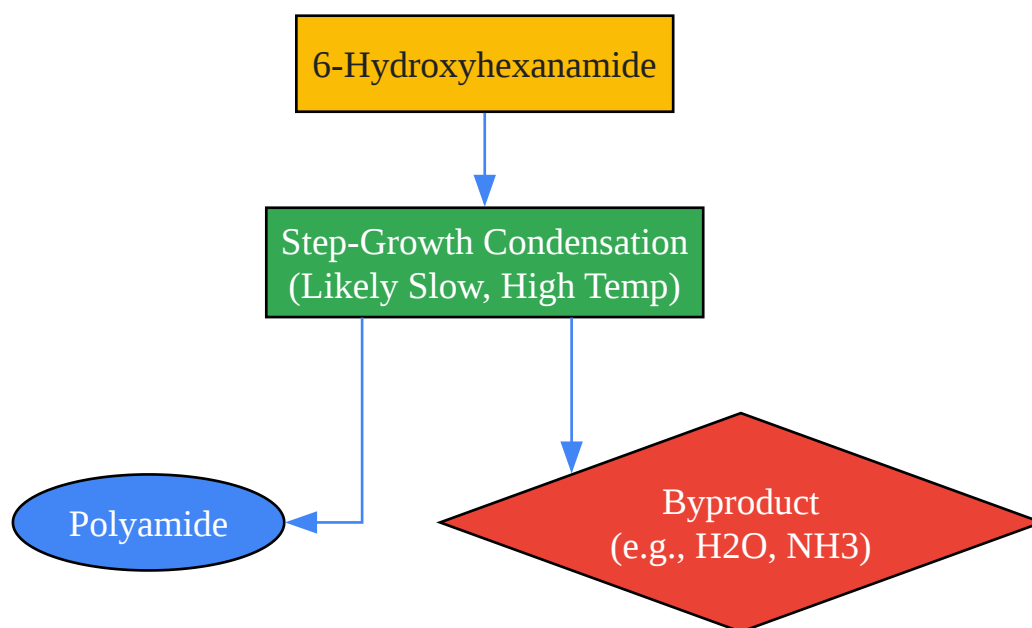 6-Hydroxyhexanamide
Step-Growth Condensation
(Likely Slow, High Temp)
Polyamide
Byproduct
(e.g., H2O, NH3)